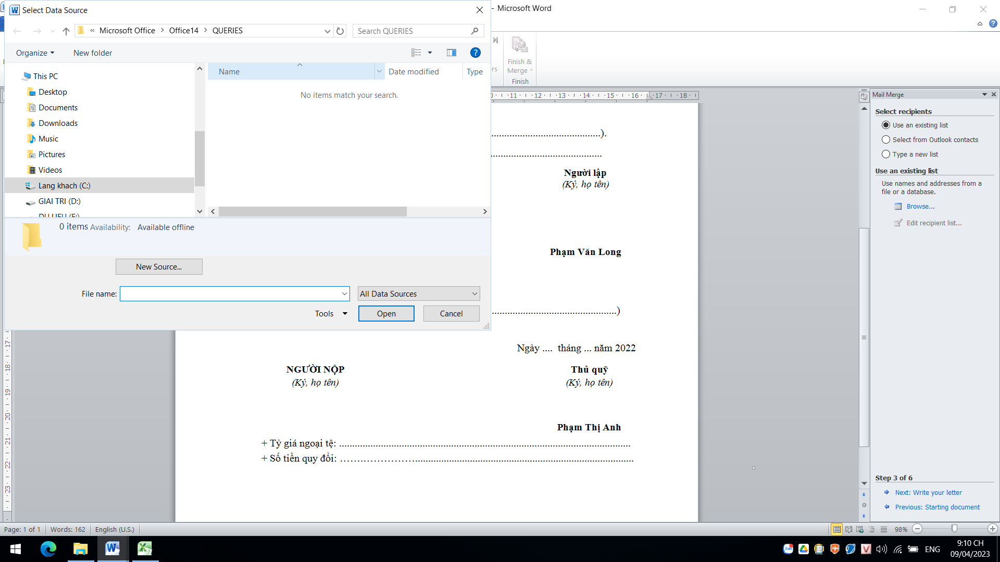 Select Data Source
- Microsoft Word
« Microsoft Office > Office14 > QUERIES
Search QUERIES
Organize
New folder
Name
Date modified
Type
No items match your search.
This PC
Desktop
Documents
Downloads
Music
Pictures
Videos
Lang khach (C:)
GIAI TRI (D:)
0 items Availability: Available offline
New Source...
File name:
All Data Sources
Tools
Open
Cancel
rs
Finish &
Merge
Finish
11 12 13 14 15 16 17 18
Mail Merge
Select recipients
Use an existing list
Select from Outlook contacts
Type a new list
Use an existing list
Use names and addresses from a
file or a database.
Browse...
Edit recipient list...
Step 3 of 6
Next: Write your letter
Previous: Starting document
..........................................).
...........................................
Người lập
(Ký, họ tên)
Phạm Văn Long
................................................)
Ngày .... tháng ... năm 2022
NGƯỜI NỘP
Thủ quỹ
(Ký, họ tên)
(Ký, họ tên)
Phạm Thị Anh
+ Tỷ giá ngoại tệ: ................................................................................................................
+ Số tiền quy đổi: …………………....................................................................................
17
18
19
20
21
22
23
Page: 1 of 1
Words: 162
English (U.S.)
98%
Zalo
ENG
9:10 CH
09/04/2023